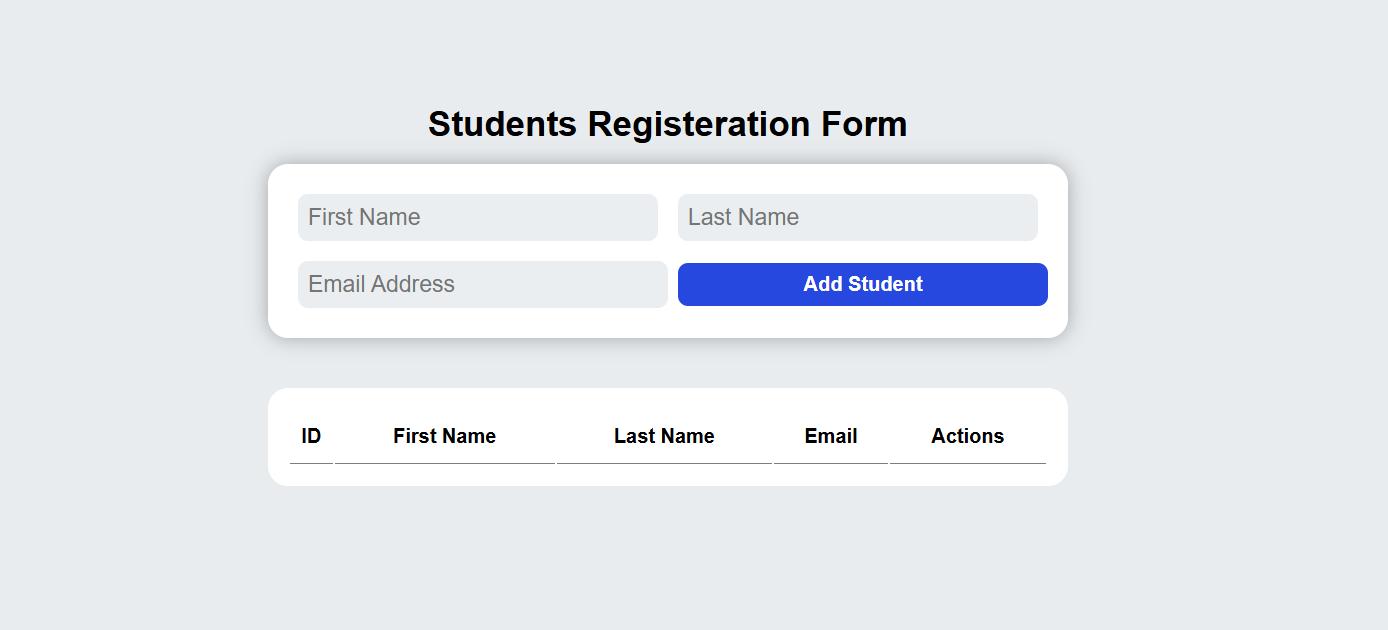 Students Registeration Form
First Name Last Name
Email Address Add Student
ID First Name Last Name Email Actions